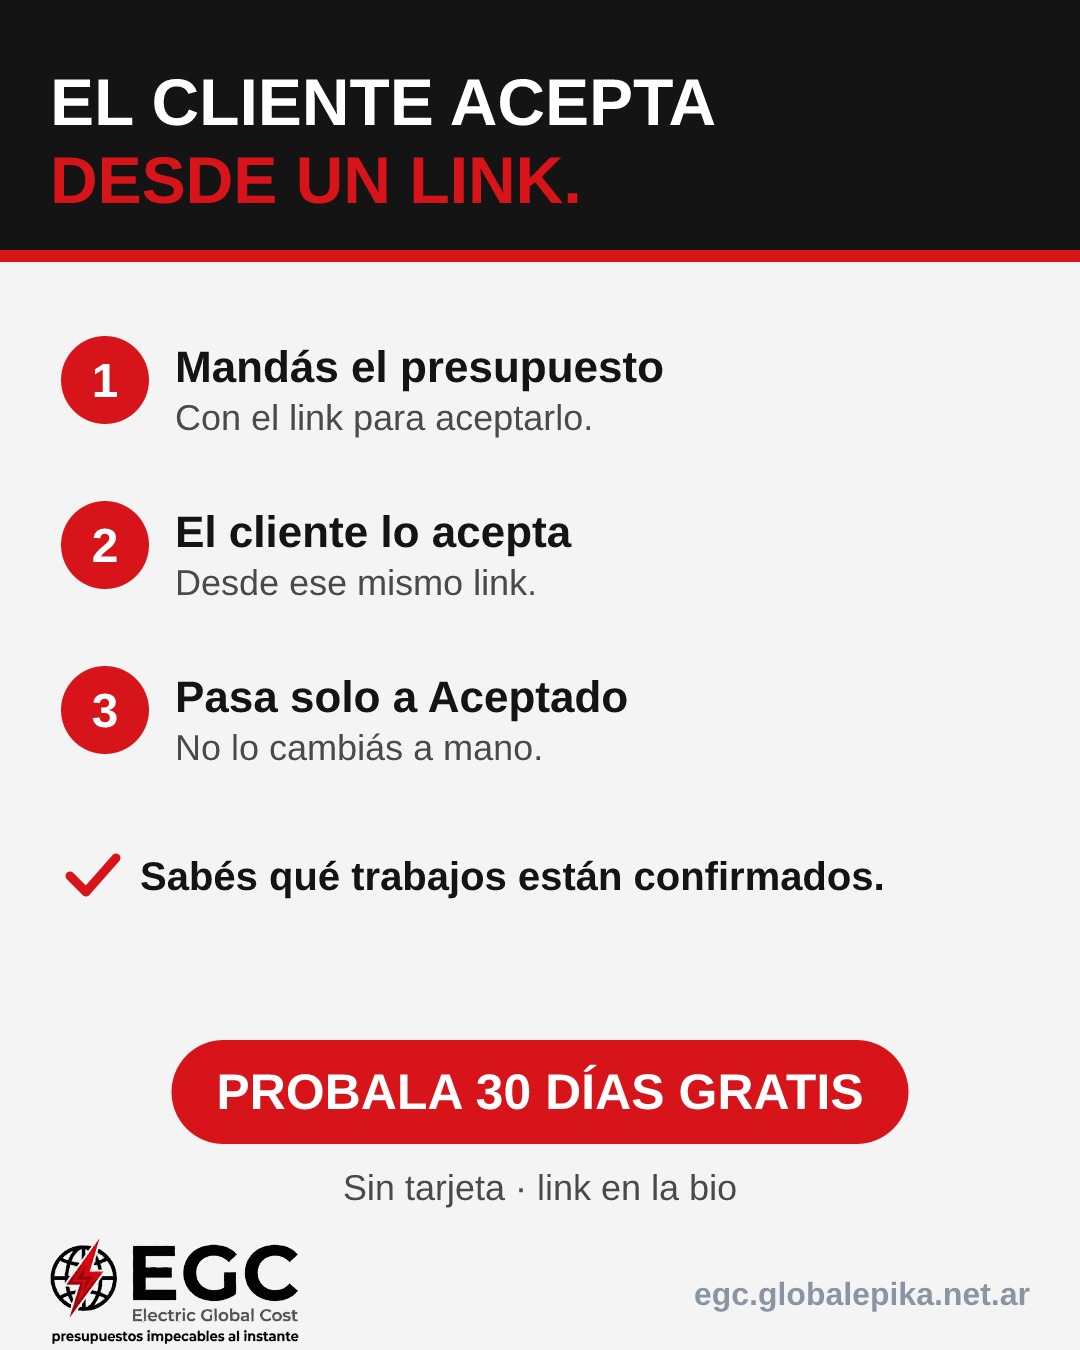 EL CLIENTE ACEPTA
DESDE UN LINK.
1
Mandás el presupuesto
Con el link para aceptarlo.
2
El cliente lo acepta
Desde ese mismo link.
3
Pasa solo a Aceptado
No lo cambiás a mano.
Sabés qué trabajos están confirmados.
PROBALA 30 DÍAS GRATIS
Sin tarjeta · link en la bio
EGC
Electric Global Cost
presupuestos impecables al instante
egc.globalepika.net.ar